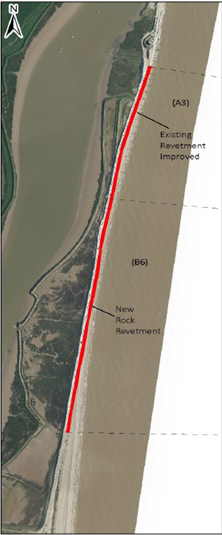 N
(A3)
Existing
Revetment
Improved
(B6)
New
Rock
Revetment